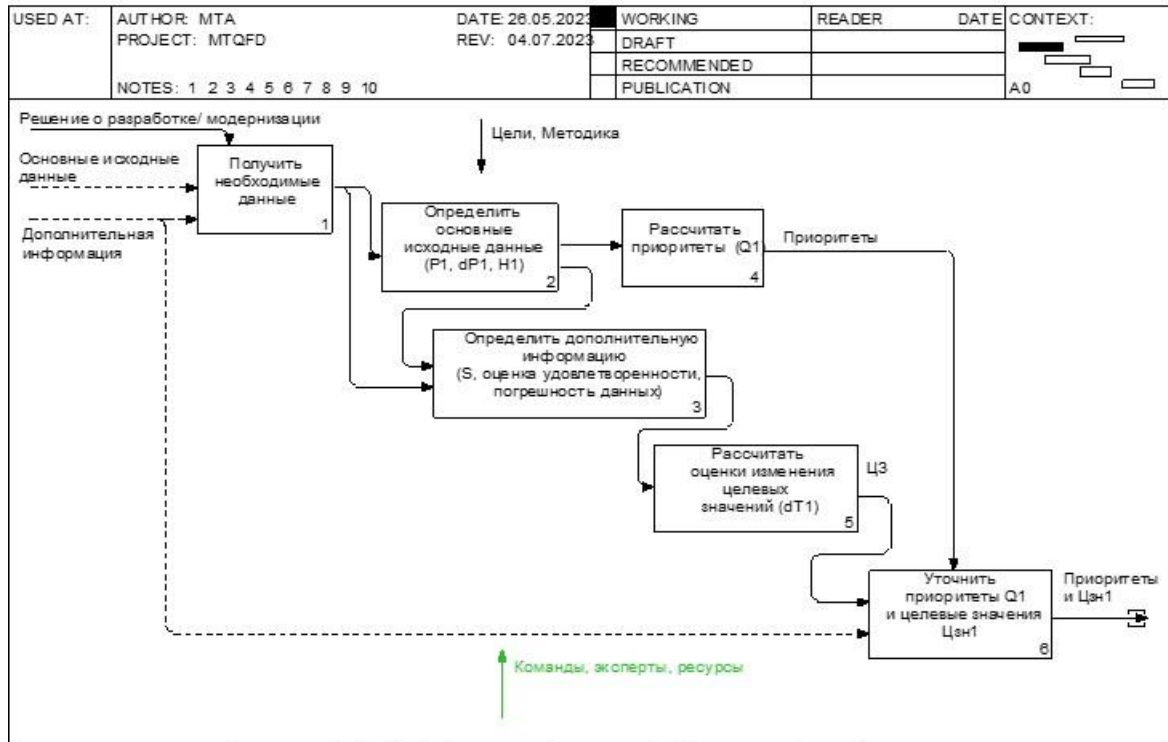 USED AT:
AUTHOR: MTA
DATE: 26.05.2023
PROJECT: MTQFD
REV: 04.07.2023
NOTES: 1 2 3 4 5 6 7 8 9 10
WORKING
DRAFT
RECOMMENDED
PUBLICATION
READER
DATE
CONTEXT:
A0
Решение о разработке/ модернизации
Основные исходные
данные
Дополнительная
информация
Получить
необходимые
данные
1
Цели, Методика
Определить
основные
исходные данные
(P1, dP1, H1)
2
Рассчитать
приоритеты (Q1)
4
Приоритеты
Определить дополнительную
информацию
(S, оценка удовлетворенности,
погрешность данных)
3
Рассчитать
оценки изменения
целевых
значений (dT1)
5
ЦЗ
Уточнить
приоритеты Q1
и целевые значения
Цзн1
6
Приоритеты
и Цзн1
Команды, эксперты, ресурсы